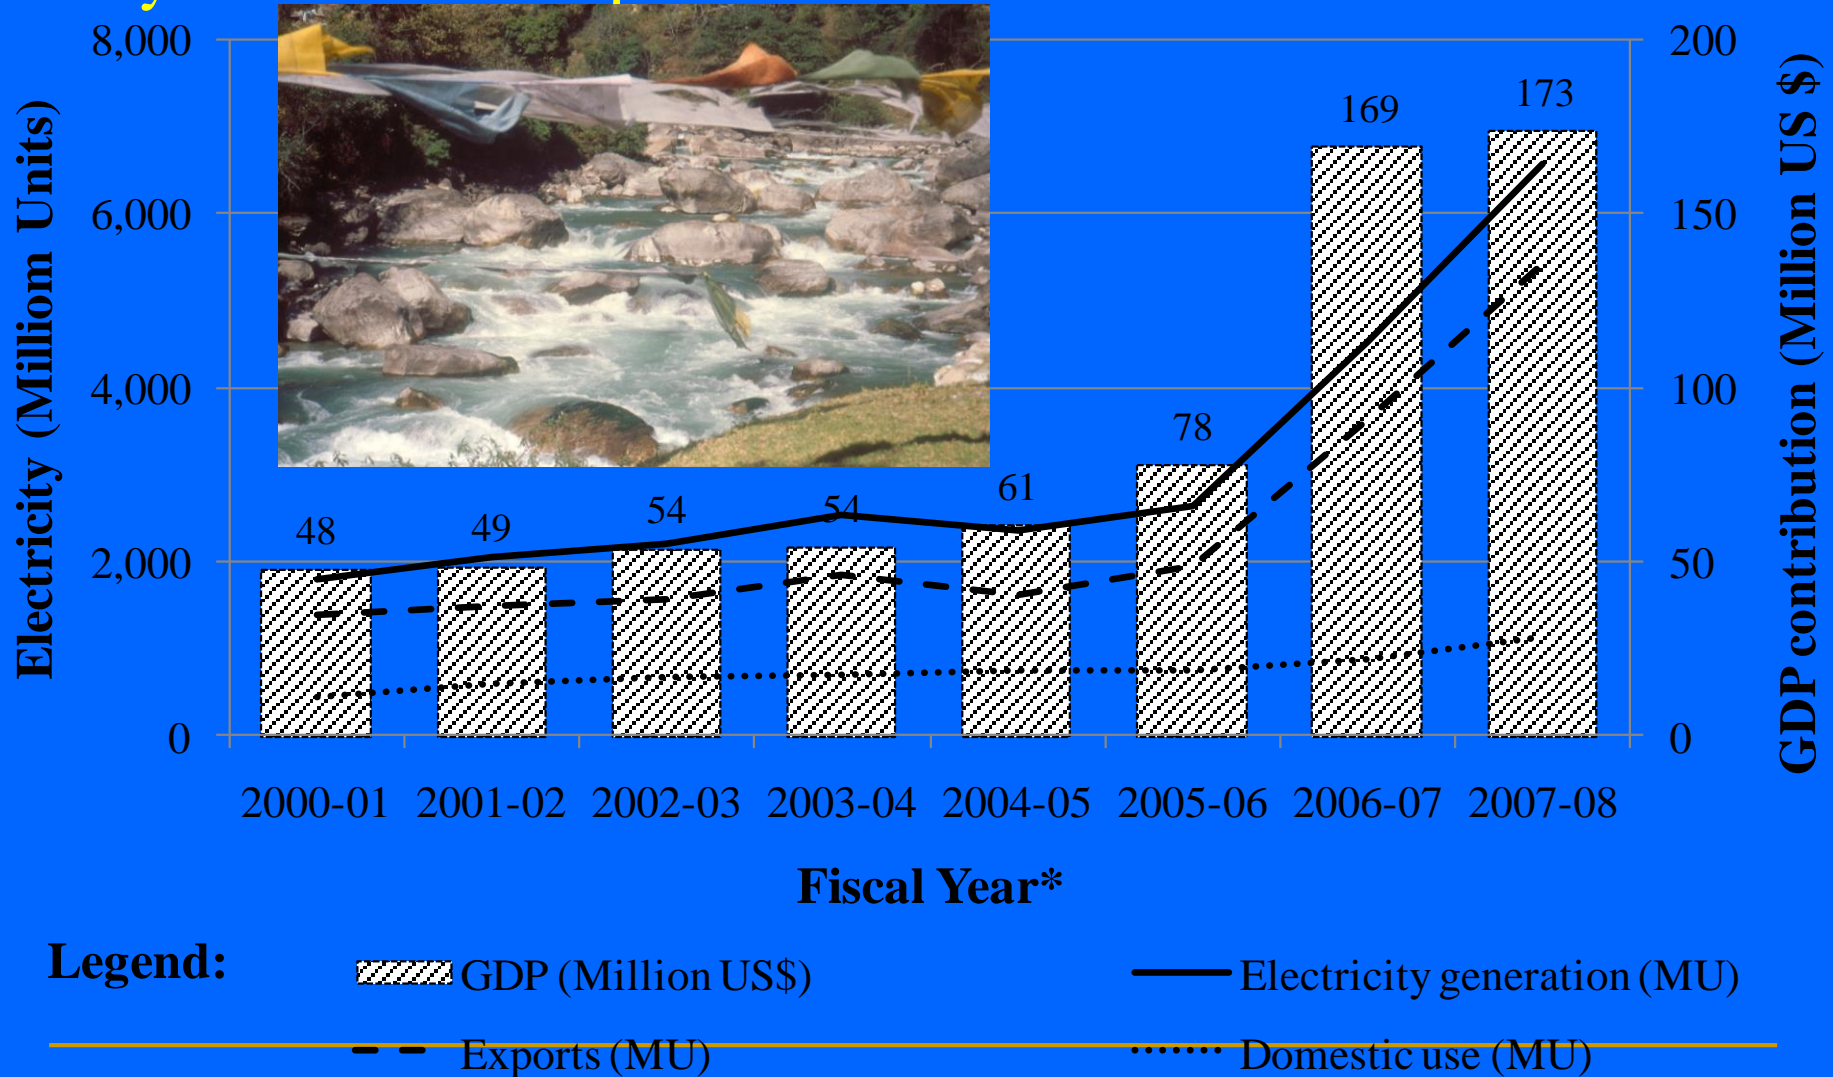 8,000
6,000
4,000
2,000
0
Electricity (Milliom Units)
200
150
100
50
0
GDP contribution (Million US $)
48
49
54
54
61
78
169
173
2000-01 2001-02 2002-03 2003-04 2004-05 2005-06 2006-07 2007-08
Fiscal Year*
Legend:
GDP (Million US$)
Electricity generation (MU)
Exports (MU)
Domestic use (MU)